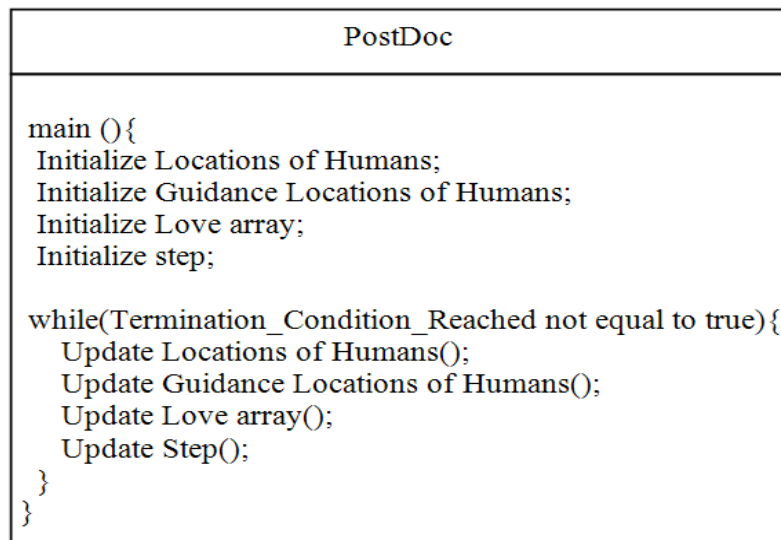 PostDoc
main (){
Initialize Locations of Humans;
Initialize Guidance Locations of Humans;
Initialize Love array;
Initialize step;
while(Termination_Condition_Reached not equal to true){
Update Locations of Humans();
Update Guidance Locations of Humans();
Update Love array();
Update Step();
}
}